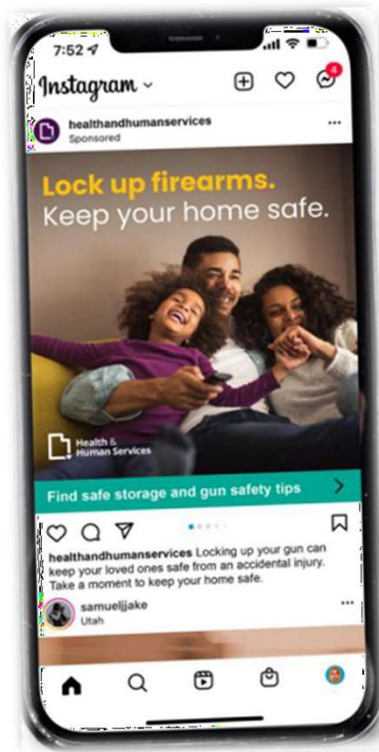 7:52
Instagram
4
healthandhumanservices
Sponsored
Lock up firearms.
Keep your home safe.
Health &
Human Services
Find safe storage and gun safety tips
healthandhumanservices Locking up your gun can
keep your loved ones safe from an accidental injury.
Take a moment to keep your home safe.
samueljjake
Utah